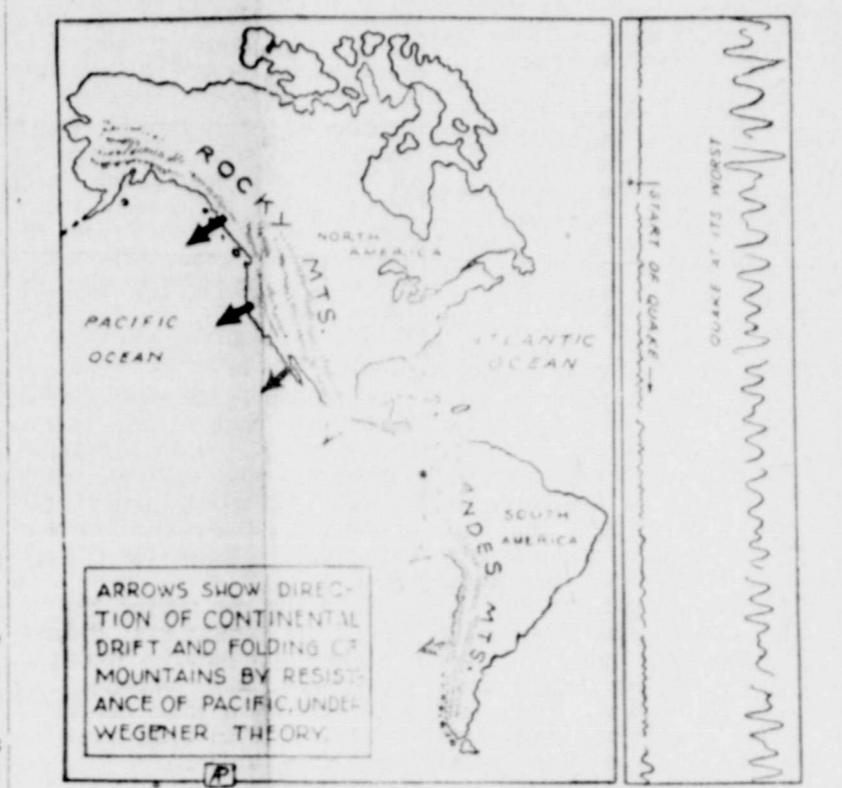 ROCKY MTS.
NORTH
AMERICA
PACIFIC
OCEAN
ATLANTIC
OCEAN
ANDES MTS.
SOUTH
AMERICA
ARROWS SHOW DIREC-
TION OF CONTINENTAL
DRIFT AND FOLDING OF
MOUNTAINS BY RESIST-
ANCE OF PACIFIC, UNDER
WEGENER THEORY.
AP
START OF QUAKE
QUAKE AT ITS WORST